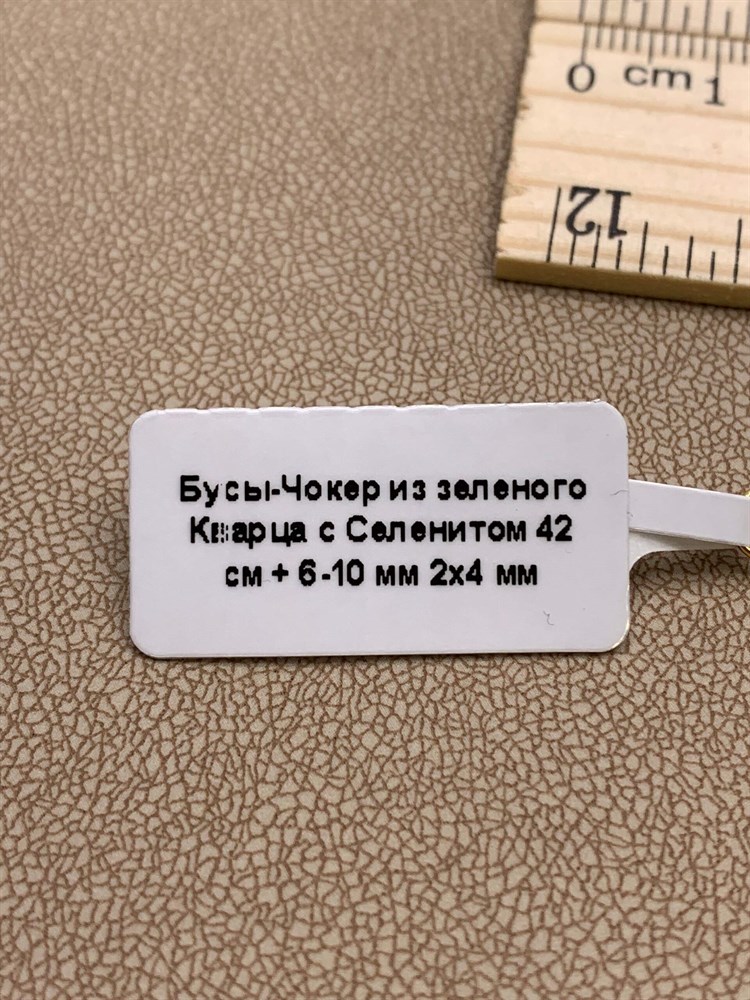 0 cm 1
12
Бусы-Чокер из зеленого
Кварца с Селенитом 42
см + 6-10 мм 2х4 мм